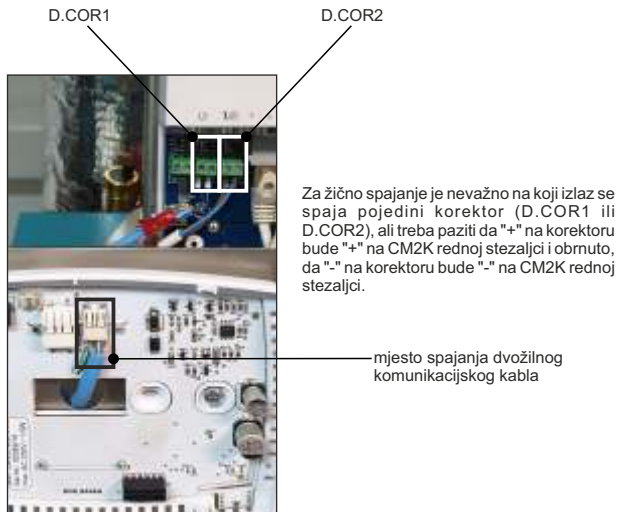 D.COR1
D.COR2
Za žično spajanje je nevažno na koji izlaz se
spaja pojedini korektor (D.COR1 ili
D.COR2), ali treba paziti da "+" na korektoru
bude "+" na CM2K rednoj stezaljci i obrnuto,
da "-" na korektoru bude "-" na CM2K rednoj
stezaljci.
mjesto spajanja dvožilnog
komunikacijskog kabla